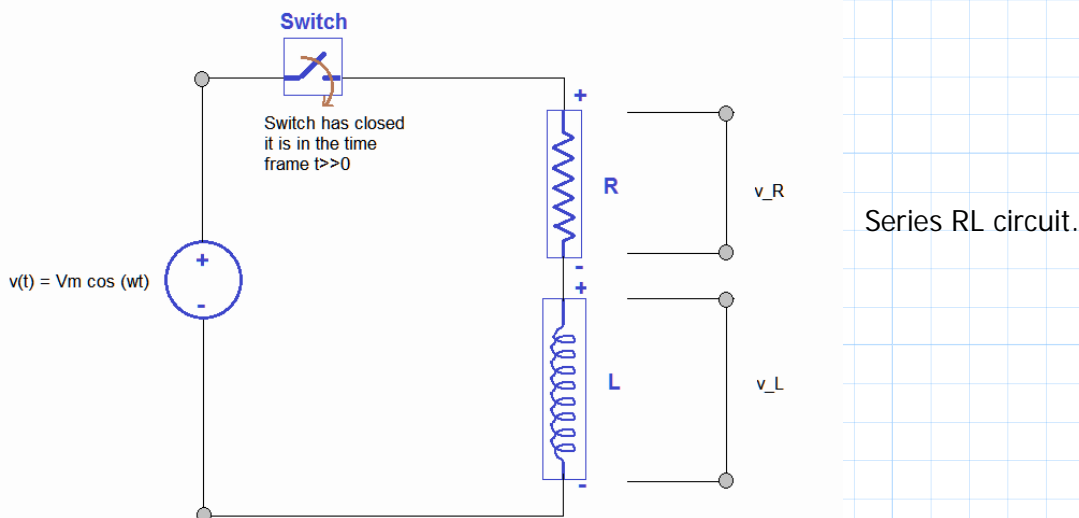 Switch
Switch has closed
it is in the time
frame t>>0
+
R
v_R
Series RL circuit.
-
+
v(t) = Vm cos (wt)
+
-
L
v_L
-